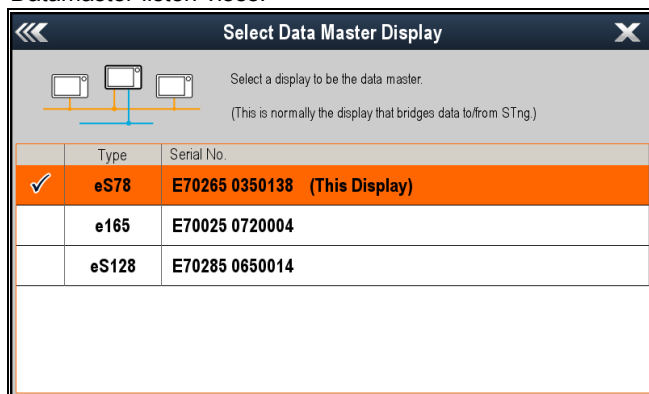 Select Data Master Display
Select a display to be the data master.
(This is normally the display that bridges data to/from STng.)
Type Serial No.
eS78 E70265 0350138 (This Display)
e165 E70025 0720004
eS128 E70285 0650014